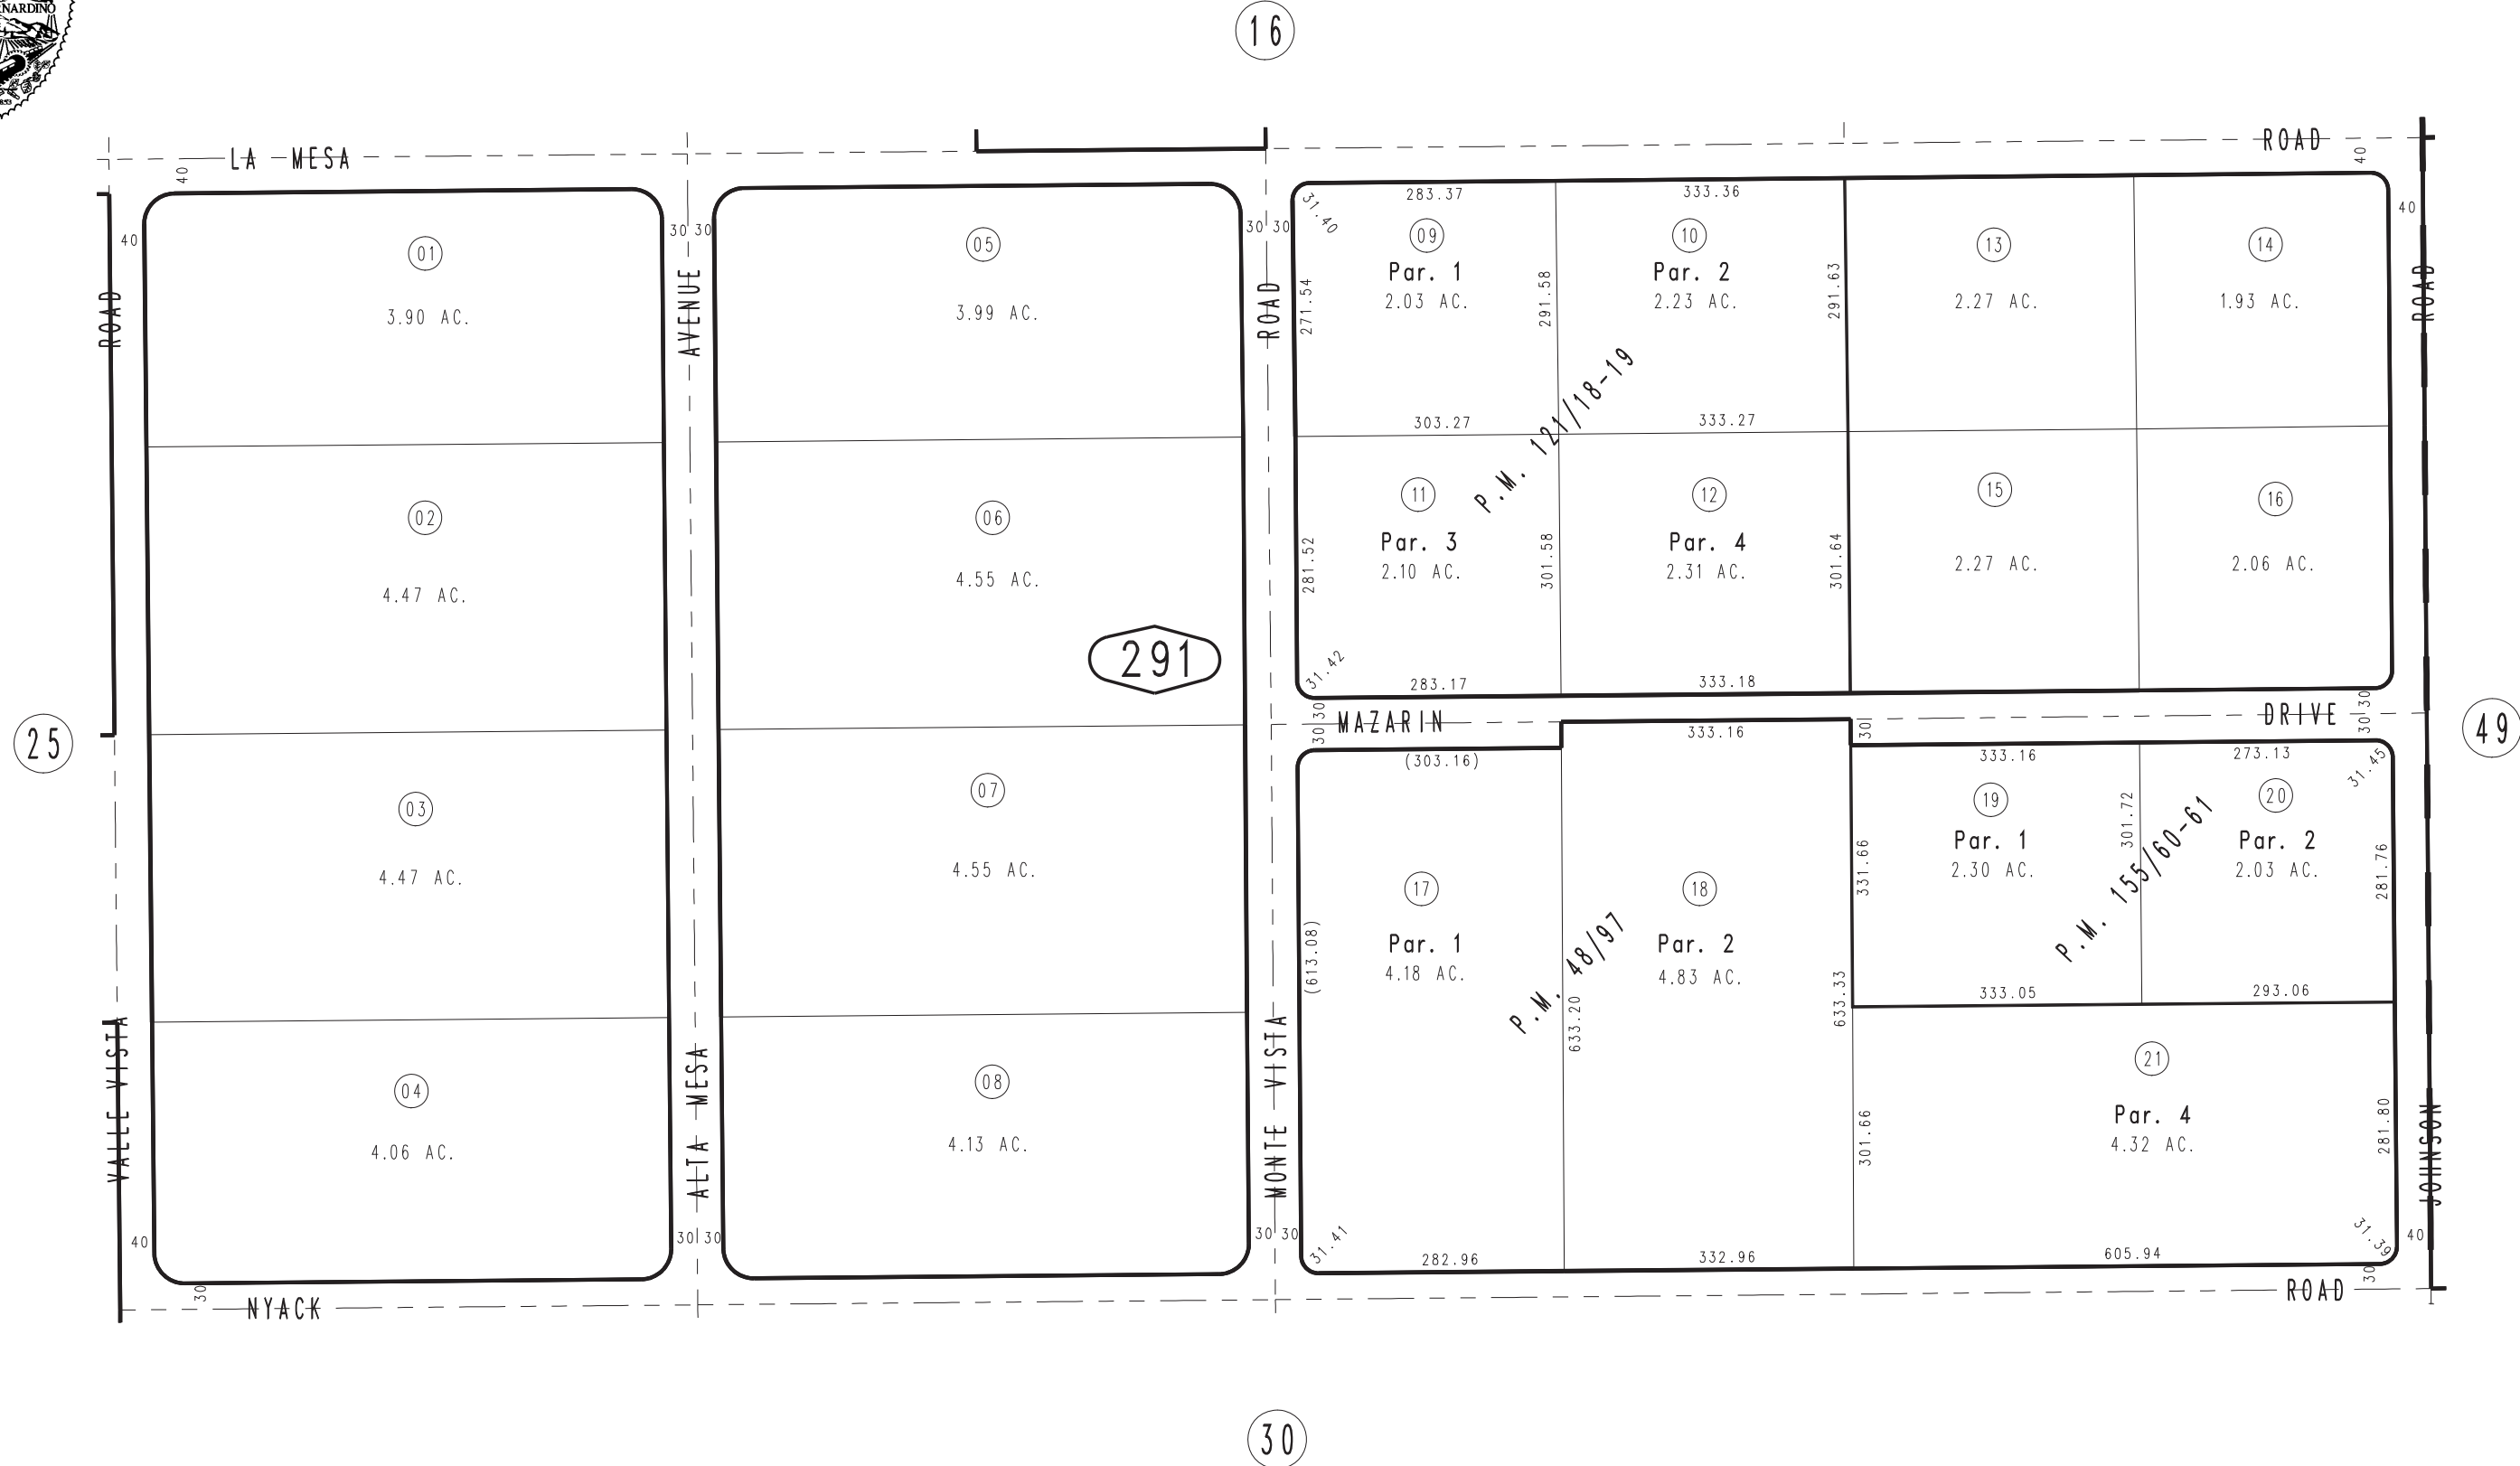 RNARDINO
16
LA MESA
ROAD
40
40
40
40
ROAD
AVENUE
ROAD
ROAD
30 30
30 30
01
3.90 AC.
05
3.99 AC.
31.40
283.37
09
Par. 1
2.03 AC.
271.54
291.58
333.36
10
Par. 2
2.23 AC.
291.63
13
2.27 AC.
14
1.93 AC.
303.27
333.27
P.M. 121/18-19
02
4.47 AC.
06
4.55 AC.
291
11
Par. 3
2.10 AC.
281.52
301.58
12
Par. 4
2.31 AC.
301.64
15
2.27 AC.
16
2.06 AC.
31.42
283.17
333.18
25
30 30
MAZARIN
30
DRIVE
30 30
49
03
4.47 AC.
07
4.55 AC.
(303.16)
333.16
333.16
273.13
31.45
17
Par. 1
4.18 AC.
(613.08)
P.M. 48/97
633.20
18
Par. 2
4.83 AC.
633.33
331.66
19
Par. 1
2.30 AC.
301.72
P.M. 155/60-61
20
Par. 2
2.03 AC.
281.76
333.05
293.06
VALLE VISTA
04
4.06 AC.
ALTA MESA
08
4.13 AC.
MONTE VISTA
301.66
21
Par. 4
4.32 AC.
281.80
JOHNSON
40
30 30
30 30
31.41
282.96
332.96
605.94
31.39
40
30
NYACK
30
ROAD
30